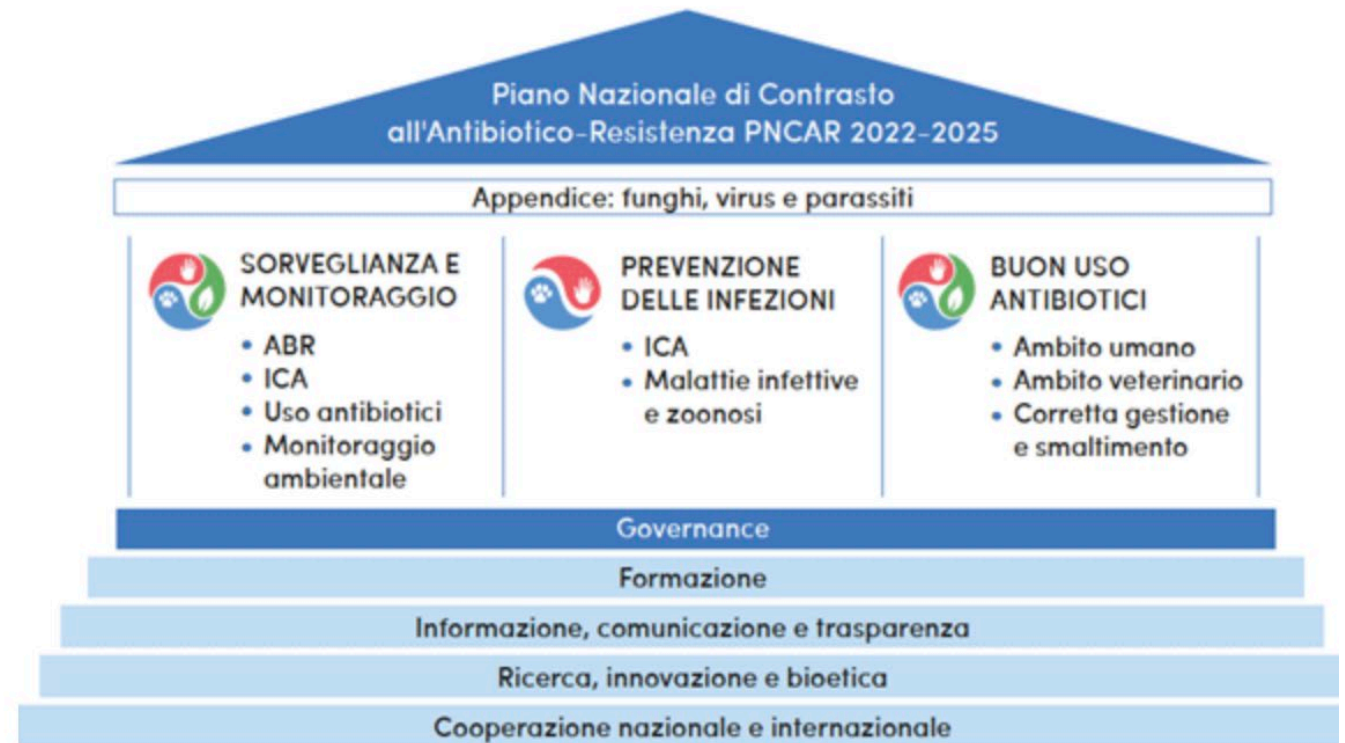 Piano Nazionale di Contrasto
all'Antibiotico-Resistenza PNCAR 2022-2025
Appendice: funghi, virus e parassiti
SORVEGLIANZA E
MONITORAGGIO
• ABR
• ICA
• Uso antibiotici
• Monitoraggio
ambientale
PREVENZIONE
DELLE INFEZIONI
• ICA
• Malattie infettive
e zoonosi
BUON USO
ANTIBIOTICI
• Ambito umano
• Ambito veterinario
• Corretta gestione
e smaltimento
Governance
Formazione
Informazione, comunicazione e trasparenza
Ricerca, innovazione e bioetica
Cooperazione nazionale e internazionale